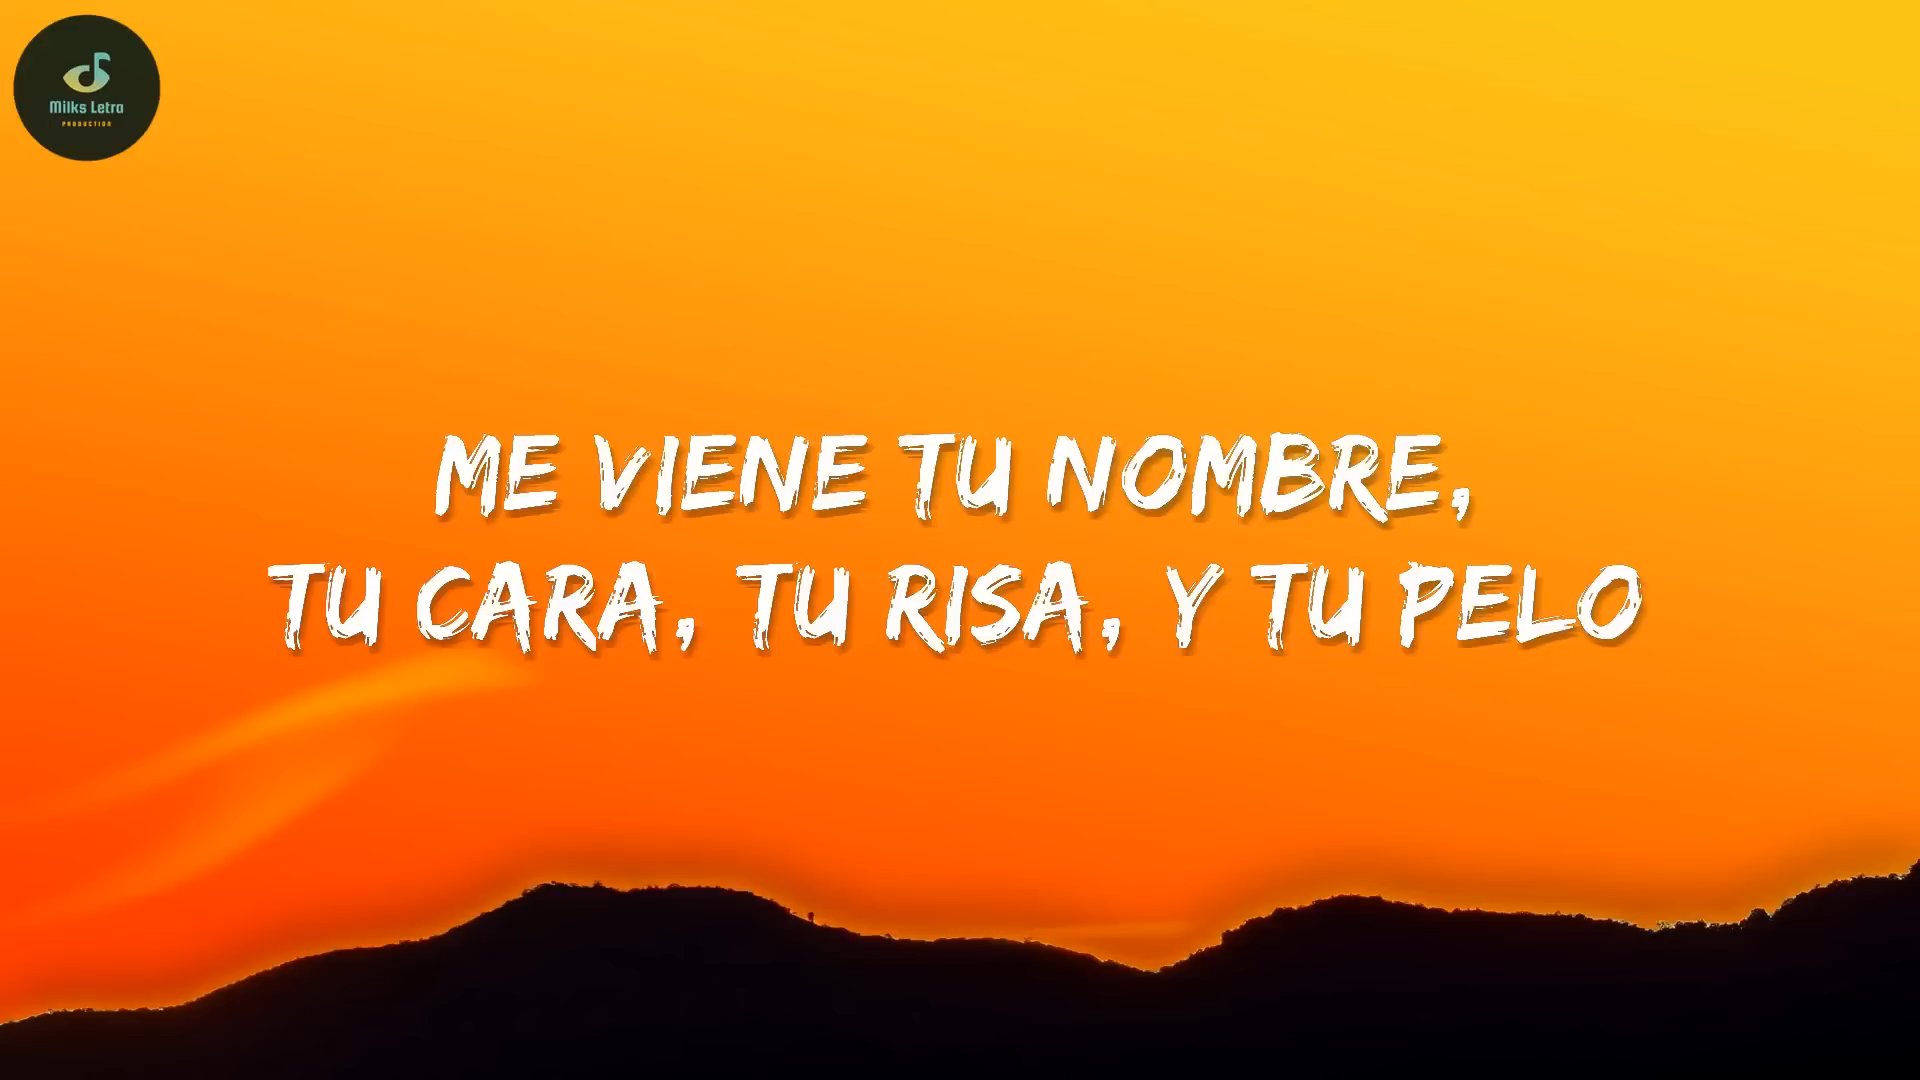 Milks Letra
PRODUCTION
ME VIENE TU NOMBRE,
TU CARA, TU RISA, Y TU PELO